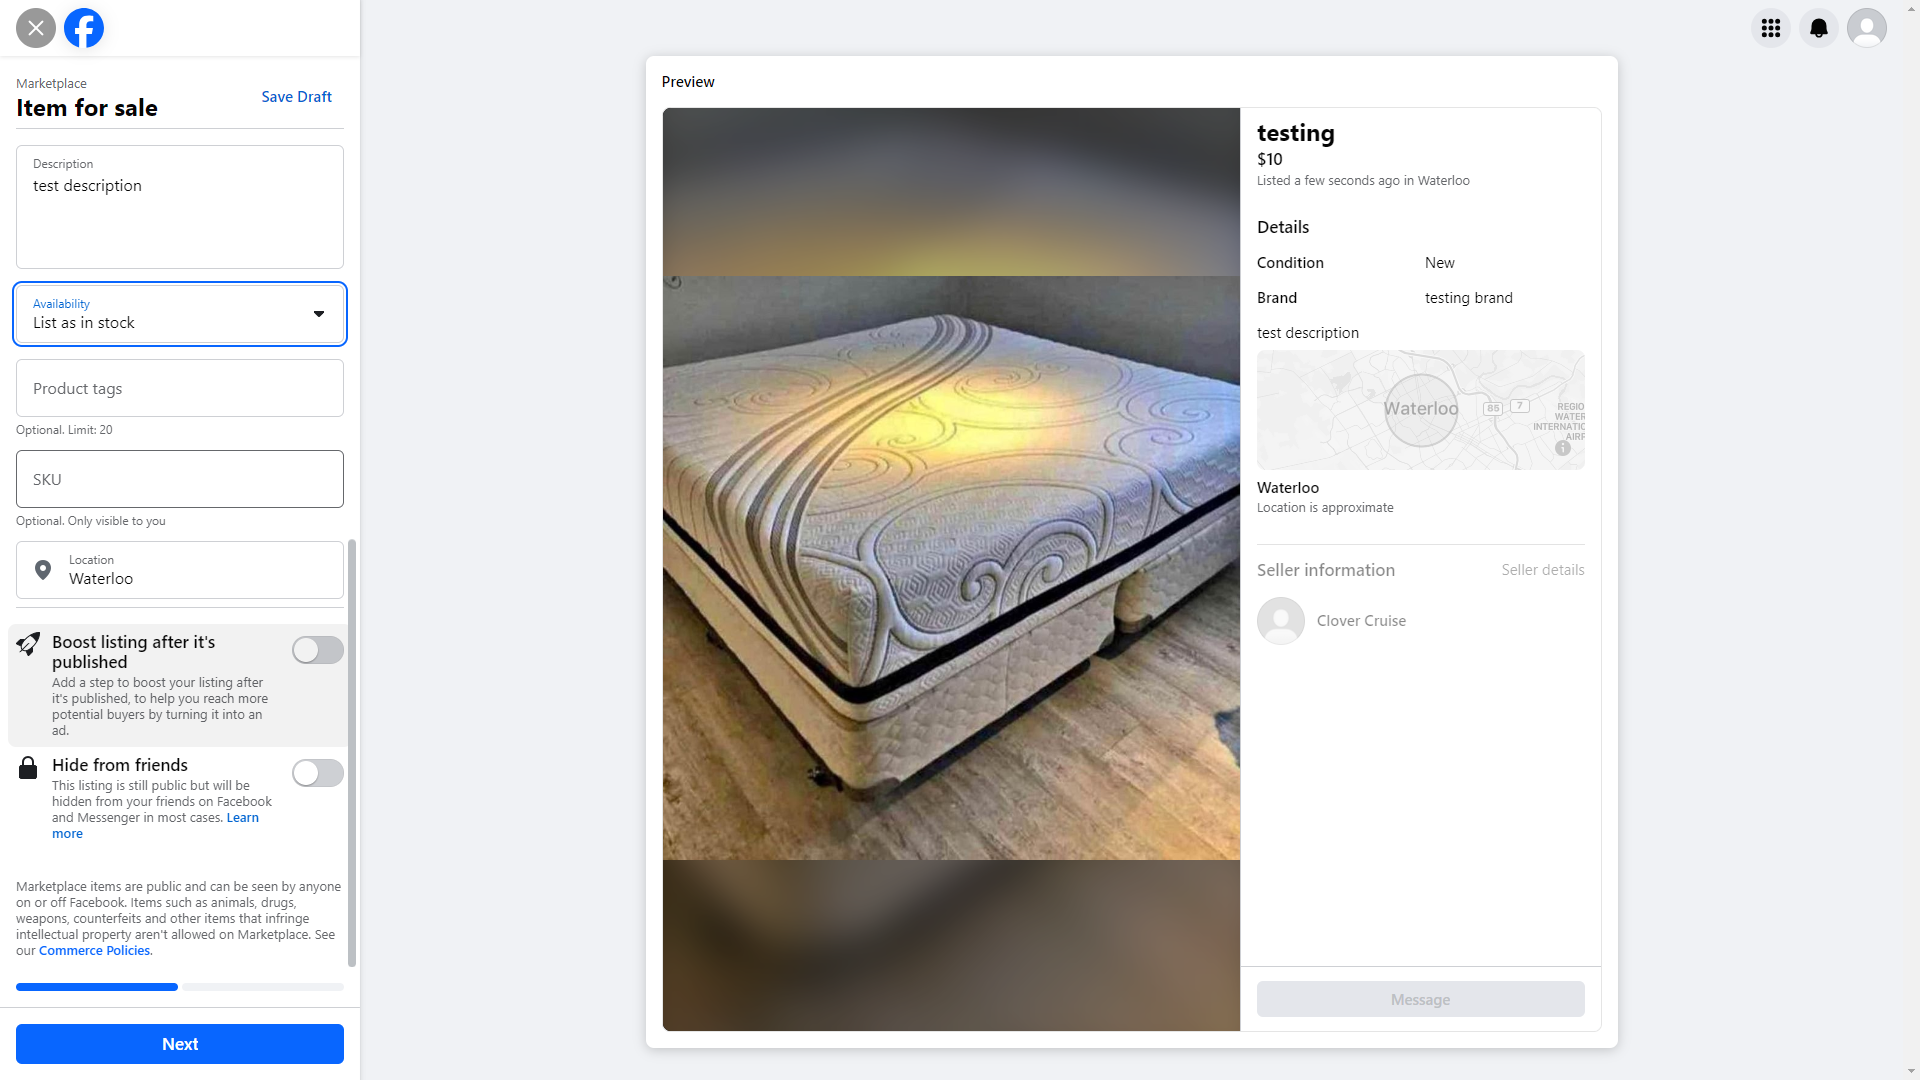 Marketplace
Item for sale
Save Draft
Description
test description
Availability
List as in stock
Product tags
Optional. Limit: 20
SKU
Optional. Only visible to you
Location
Waterloo
Boost listing after it's
published
Add a step to boost your listing after
it's published, to help you reach more
potential buyers by turning it into an
ad.
Hide from friends
This listing is still public but will be
hidden from your friends on Facebook
and Messenger in most cases. Learn
more
Marketplace items are public and can be seen by anyone
on or off Facebook. Items such as animals, drugs,
weapons, counterfeits and other items that infringe
intellectual property aren't allowed on Marketplace. See
our Commerce Policies.
Next
Preview
testing
$10
Listed a few seconds ago in Waterloo
Details
Condition New
Brand testing brand
test description
Waterloo
85
7
REGIO
WATER
INTERNATIC
AIRF
Waterloo
Location is approximate
Seller information
Seller details
Clover Cruise
Message